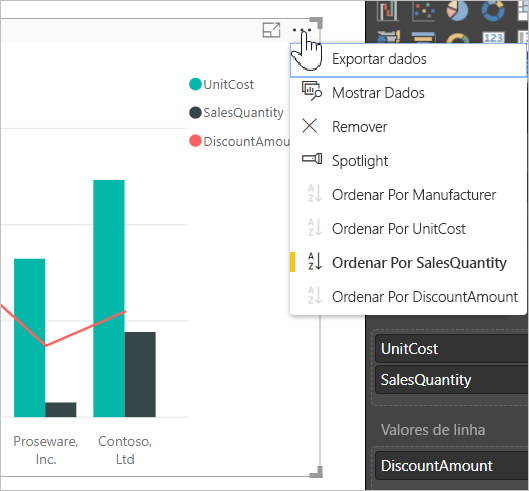 UnitCost
SalesQuantity
DiscountAmou
Exportar dados
Mostrar Dados
Remover
Spotlight
Ordenar Por Manufacturer
Ordenar Por UnitCost
Ordenar Por SalesQuantity
Ordenar Por DiscountAmount
123
Proseware,
Inc.
Contoso,
Ltd
UnitCost
SalesQuantity
Valores de linha
DiscountAmount